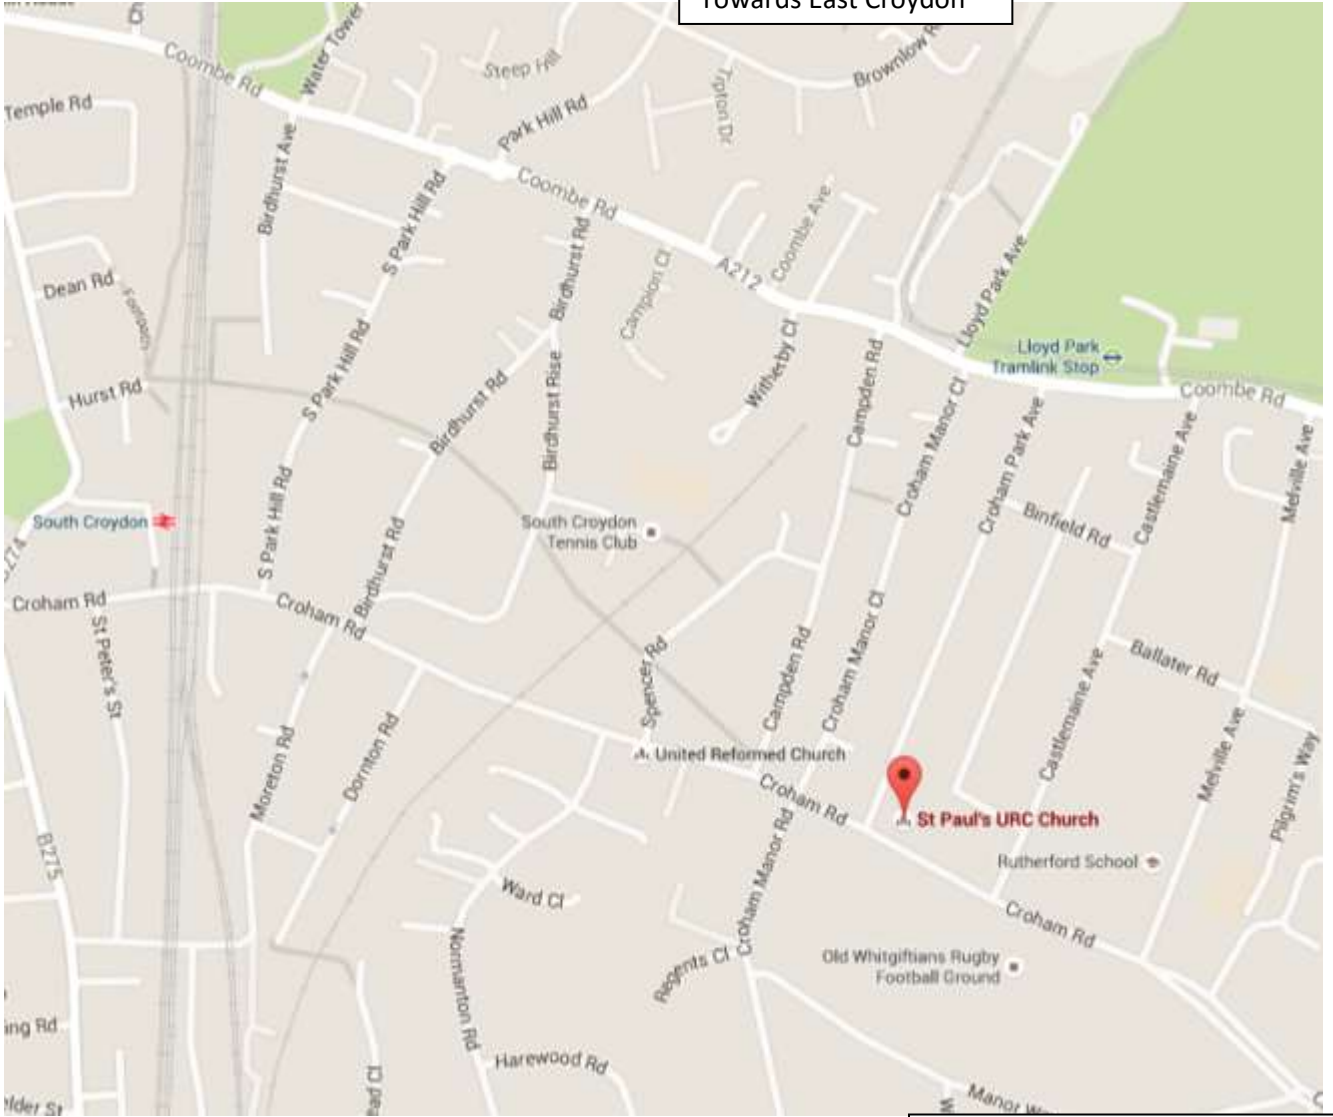 Towards East Croydon
Coombe Rd
Water Tower
Steep Hill
Tripton Dr
Brownlow R
Temple Rd
Park Hill Rd
Birdhurst Ave
S Park Hill Rd
Coombe Rd
Coombe Ave
Birdhurst Rd
Campion Cl
A212
Lloyd Park Ave
Dean Rd
Footpath
Witherby Cl
Lloyd Park
Tramlink Stop
Coombe Rd
Hurst Rd
S Park Hill Rd
Birdhurst Rd
Birdhurst Rise
Campden Rd
Croham Manor Cl
Croham Park Ave
Castlemaine Ave
Melville Ave
S Park Hill Rd
South Croydon
South Croydon
Tennis Club
Binfield Rd
Birdhurst Rd
Croham Rd
Croham Rd
St Peter's St
Spencer Rd
Campden Rd
Croham Manor Cl
Ballater Rd
Castlemaine Ave
Melville Ave
Pilgrim's Way
Moreton Rd
Dornton Rd
United Reformed Church
Croham Rd
St Paul's URC Church
Rutherford School
B275
Ward Cl
Croham Manor Rd
Croham Rd
Regents Cl
Old Whitgiftians Rugby
Football Ground
Normanton Rd
Harewood Rd
Manor